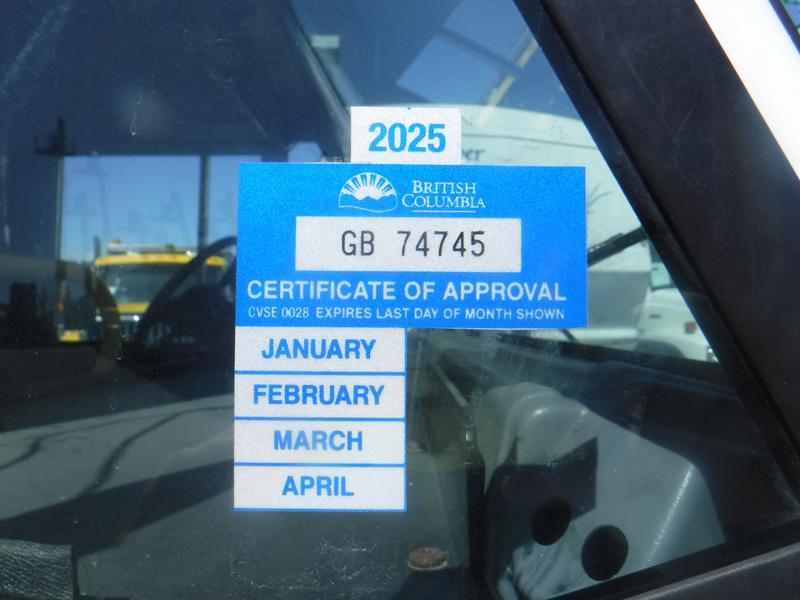 2025
BRITISH
COLUMBIA
GB 74745
CERTIFICATE OF APPROVAL
CVSE 0028 EXPIRES LAST DAY OF MONTH SHOWN
JANUARY
FEBRUARY
MARCH
APRIL